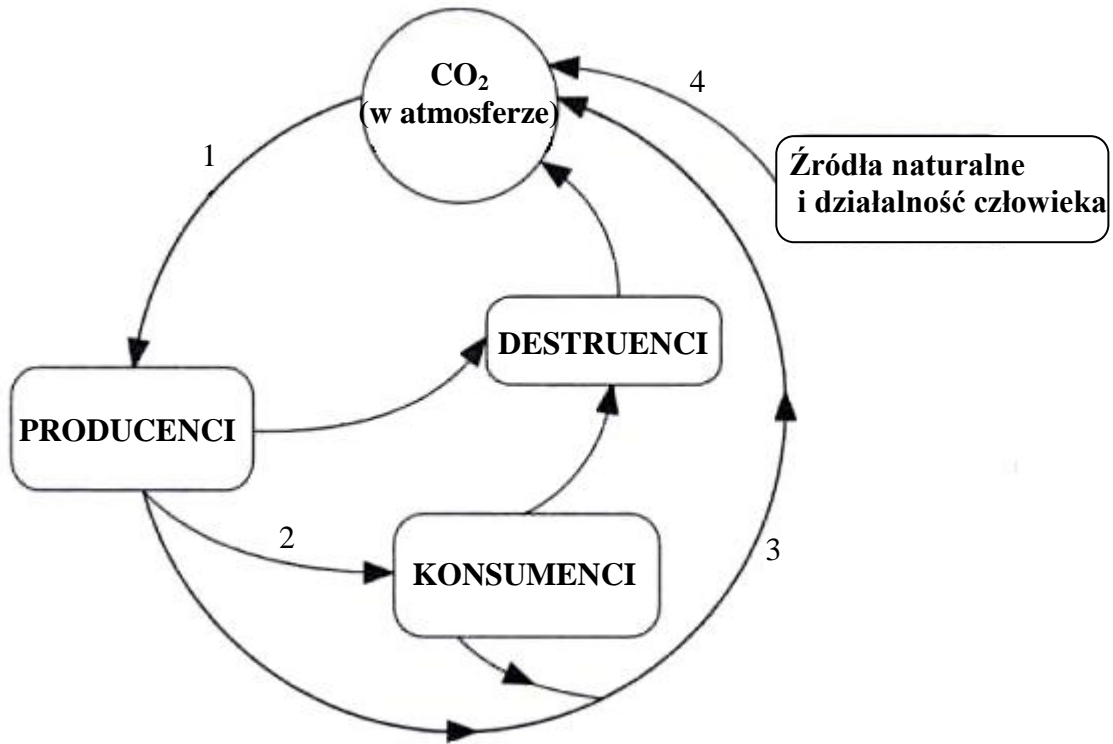 CO₂
(w atmosferze)
4
1
Źródła naturalne
i działalność człowieka
DESTRUENCI
PRODUCENCI
2
3
KONSUMENCI